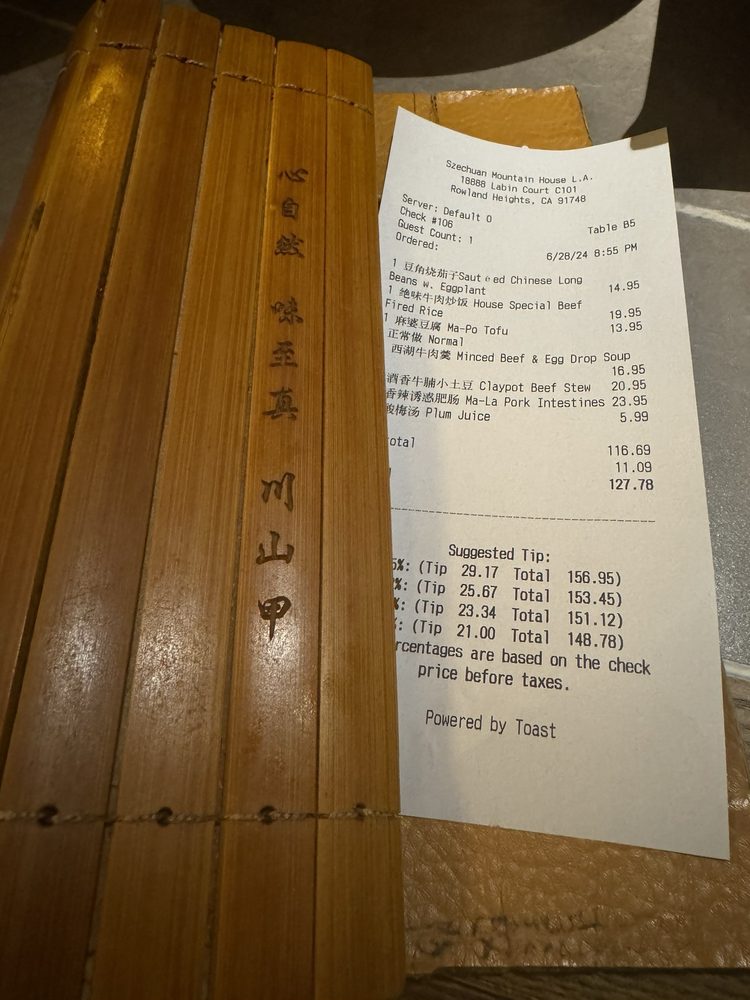 心自然 味至真 川山甲
Szechuan Mountain House L.A.
18888 Labin Court C101
Rowland Heights, CA 91748
Server: Default 0
Check #106 Table B5
Guest Count: 1
Ordered: 6/28/24 8:55 PM
1 豆角烧茄子Sauteed Chinese Long
Beans w. Eggplant 14.95
1 绝味牛肉炒饭 House Special Beef
Fired Rice 19.95
1 麻婆豆腐 Ma-Po Tofu 13.95
正常做 Normal
西湖牛肉羹 Minced Beef & Egg Drop Soup
16.95
酒香牛腩小土豆 Claypot Beef Stew 20.95
香辣诱惑肥肠 Ma-La Pork Intestines 23.95
酸梅汤 Plum Juice 5.99
otal 116.69
11.09
127.78
Suggested Tip:
5%: (Tip 29.17 Total 156.95)
%: (Tip 25.67 Total 153.45)
%: (Tip 23.34 Total 151.12)
%: (Tip 21.00 Total 148.78)
rcentages are based on the check
price before taxes.
Powered by Toast